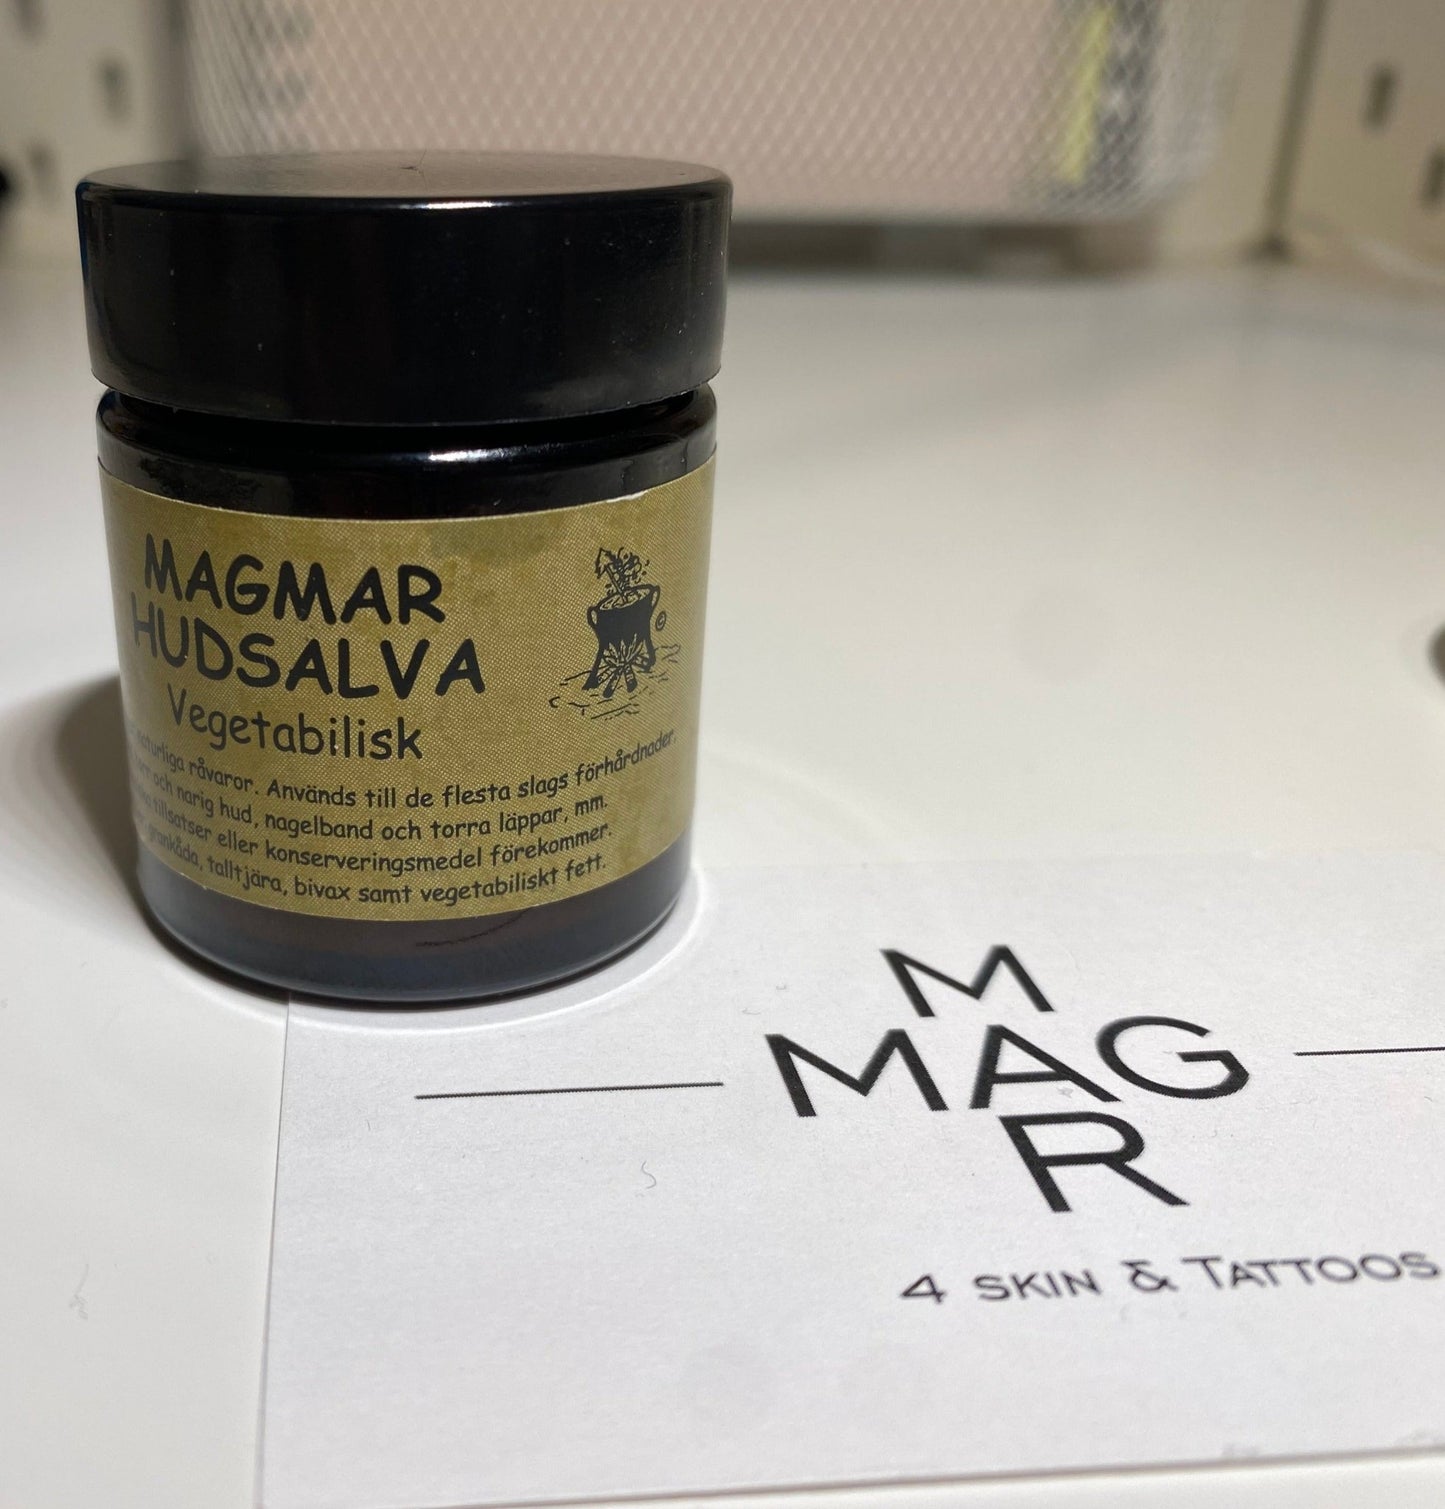 MAGMAR
HUDSALVA
Vegetabilisk
naturliga råvaror. Används till de flesta slags förhårdnader,
torr och narig hud, nagelband och torra läppar, mm.
tillsatser eller konserveringsmedel förekommer.
grankåda, talltjära, bivax samt vegetabiliskt fett.
©
M
MAG
R
4 SKIN & TATTOOS